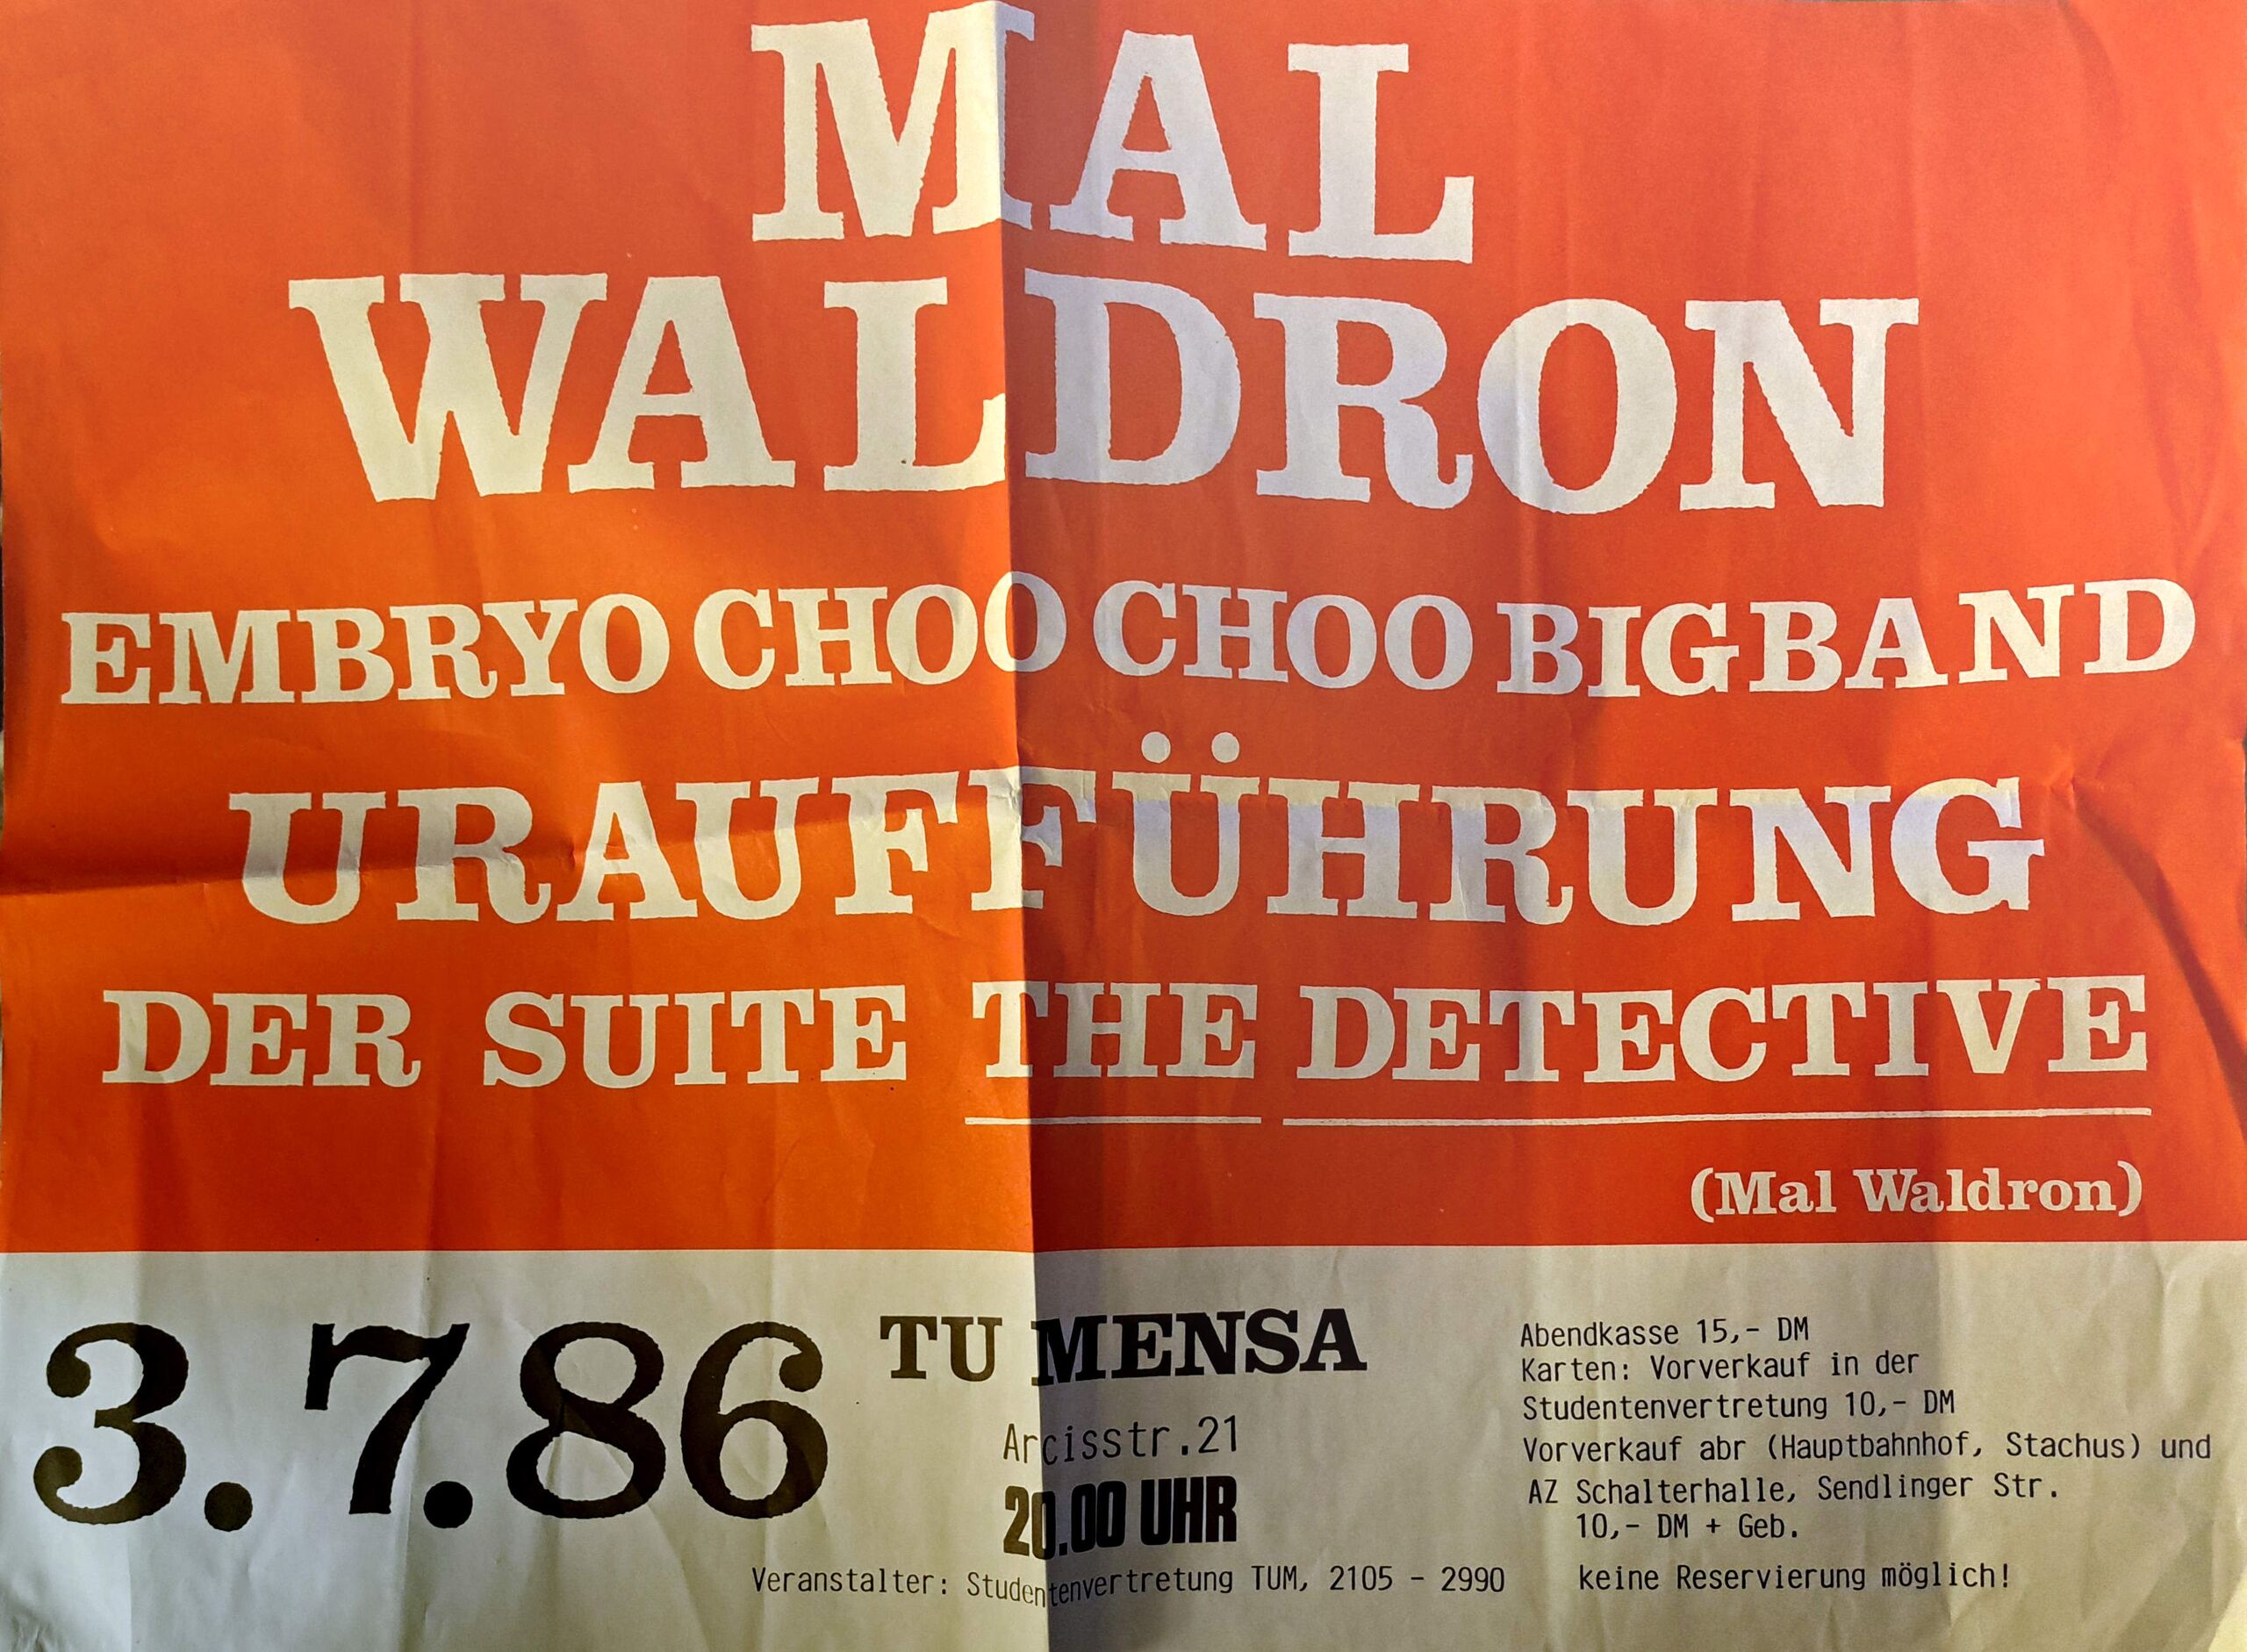 MAL
WALDRON
EMBRYO CHOO CHOO BIGBAND
URAUFFÜHRUNG
DER SUITE THE DETECTIVE
(Mal Waldron)
3.7.86
TU MENSA
Arcisstr.21
20.00 UHR
Veranstalter: Studentenvertretung TUM, 2105 - 2990
Abendkasse 15,- DM
Karten: Vorverkauf in der
Studentenvertretung 10,- DM
Vorverkauf abr (Hauptbahnhof, Stachus) und
AZ Schalterhalle, Sendlinger Str.
10,- DM + Geb.
keine Reservierung möglich!